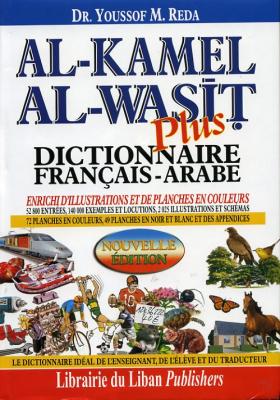 DR. YOUSSOF M. REDA
AL-KAMEL
AL-WASĪṬ
Plus
DICTIONNAIRE
FRANÇAIS-ARABE
ENRICHI D'ILLUSTRATIONS ET DE PLANCHES EN COULEURS
52 800 ENTRÉES, 140 000 EXEMPLES ET LOCUTIONS, 2 025 ILLUSTRATIONS ET SCHÉMAS
72 PLANCHES EN COULEURS, 49 PLANCHES EN NOIR ET BLANC ET DES APPENDICES
NOUVELLE
ÉDITION
LE DICTIONNAIRE IDÉAL DE L'ENSEIGNANT, DE L'ÉLÈVE ET DU TRADUCTEUR
Librairie du Liban Publishers